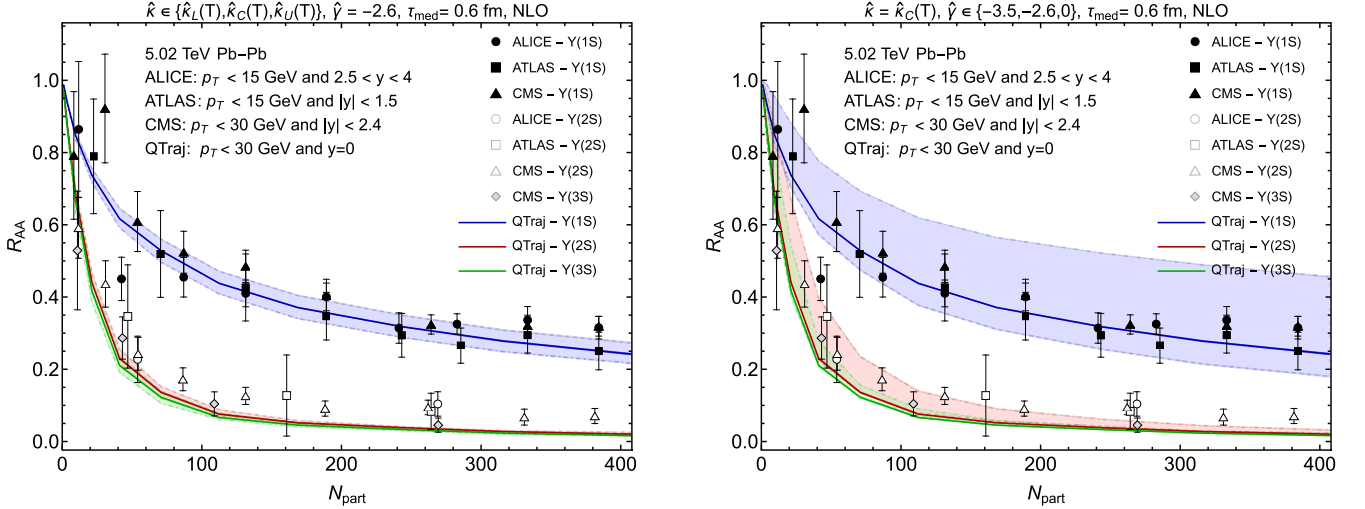 κ̂ ∈ {κ̂_L(T),κ̂_C(T),κ̂_U(T)}, γ̂ = −2.6, τ_med= 0.6 fm, NLO
5.02 TeV Pb−Pb
ALICE: p_T < 15 GeV and 2.5 < y < 4
ATLAS: p_T < 15 GeV and |y| < 1.5
CMS: p_T < 30 GeV and |y| < 2.4
QTraj: p_T < 30 GeV and y=0
ALICE − Υ(1S)
ATLAS − Υ(1S)
CMS − Υ(1S)
ALICE − Υ(2S)
ATLAS − Υ(2S)
CMS − Υ(2S)
CMS − Υ(3S)
QTraj − Υ(1S)
QTraj − Υ(2S)
QTraj − Υ(3S)
R_AA
1.0
0.8
0.6
0.4
0.2
0.0
0 100 200 300 400
N_part
κ̂ = κ̂_C(T), γ̂ ∈ {−3.5,−2.6,0}, τ_med= 0.6 fm, NLO
5.02 TeV Pb−Pb
ALICE: p_T < 15 GeV and 2.5 < y < 4
ATLAS: p_T < 15 GeV and |y| < 1.5
CMS: p_T < 30 GeV and |y| < 2.4
QTraj: p_T < 30 GeV and y=0
ALICE − Υ(1S)
ATLAS − Υ(1S)
CMS − Υ(1S)
ALICE − Υ(2S)
ATLAS − Υ(2S)
CMS − Υ(2S)
CMS − Υ(3S)
QTraj − Υ(1S)
QTraj − Υ(2S)
QTraj − Υ(3S)
R_AA
1.0
0.8
0.6
0.4
0.2
0.0
0 100 200 300 400
N_part